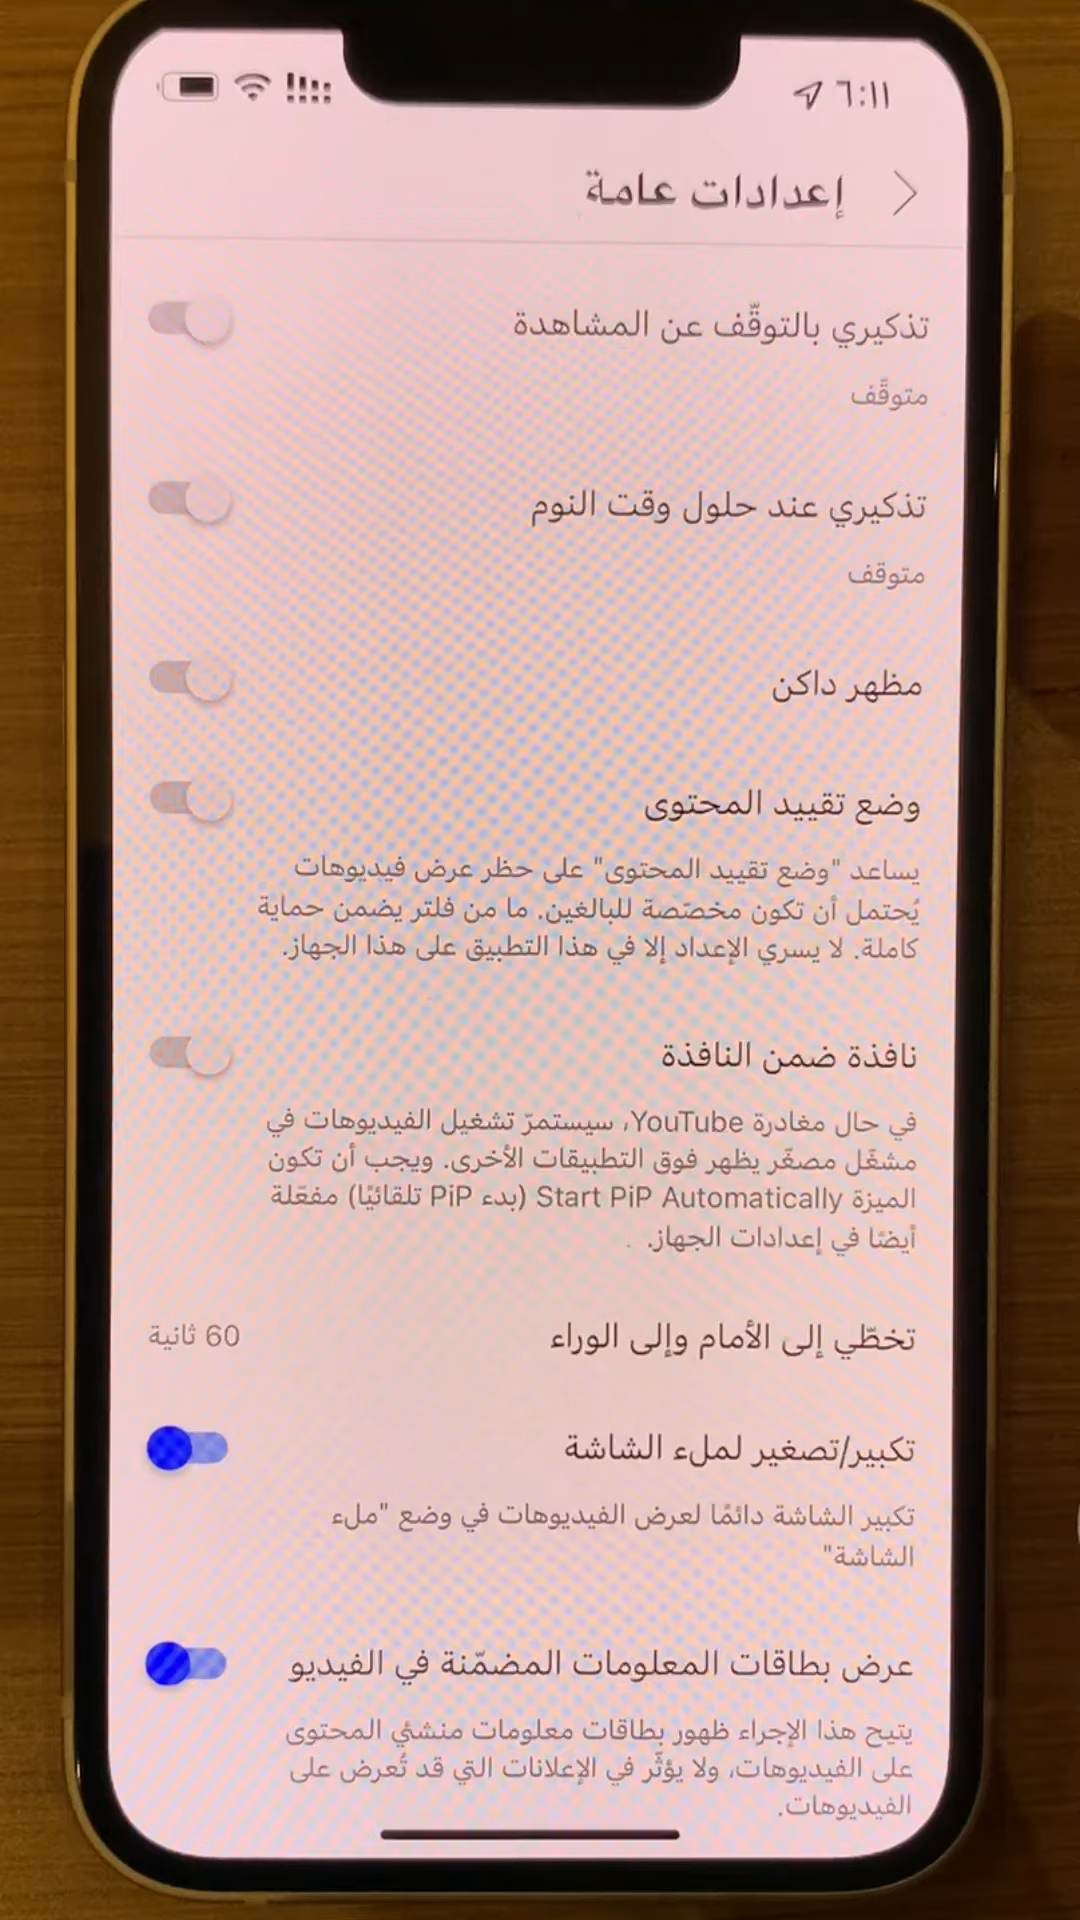 ٦:١١
إعدادات عامة
تذكيري بالتوقّف عن المشاهدة
متوقّف
تذكيري عند حلول وقت النوم
متوقف
مظهر داكن
وضع تقييد المحتوى
يساعد "وضع تقييد المحتوى" على حظر عرض فيديوهات
يُحتمل أن تكون مخصّصة للبالغين. ما من فلتر يضمن حماية
كاملة. لا يسري الإعداد إلا في هذا التطبيق على هذا الجهاز.
نافذة ضمن النافذة
في حال مغادرة YouTube، سيستمرّ تشغيل الفيديوهات في
مشغّل مصغّر يظهر فوق التطبيقات الأخرى. ويجب أن تكون
الميزة Start PiP Automatically (بدء PiP تلقائيًا) مفعّلة
أيضًا في إعدادات الجهاز.
تخطّي إلى الأمام وإلى الوراء
60 ثانية
تكبير/تصغير لملء الشاشة
تكبير الشاشة دائمًا لعرض الفيديوهات في وضع "ملء
الشاشة"
عرض بطاقات المعلومات المضمّنة في الفيديو
يتيح هذا الإجراء ظهور بطاقات معلومات منشئي المحتوى
على الفيديوهات، ولا يؤثّر في الإعلانات التي قد تُعرض على
الفيديوهات.